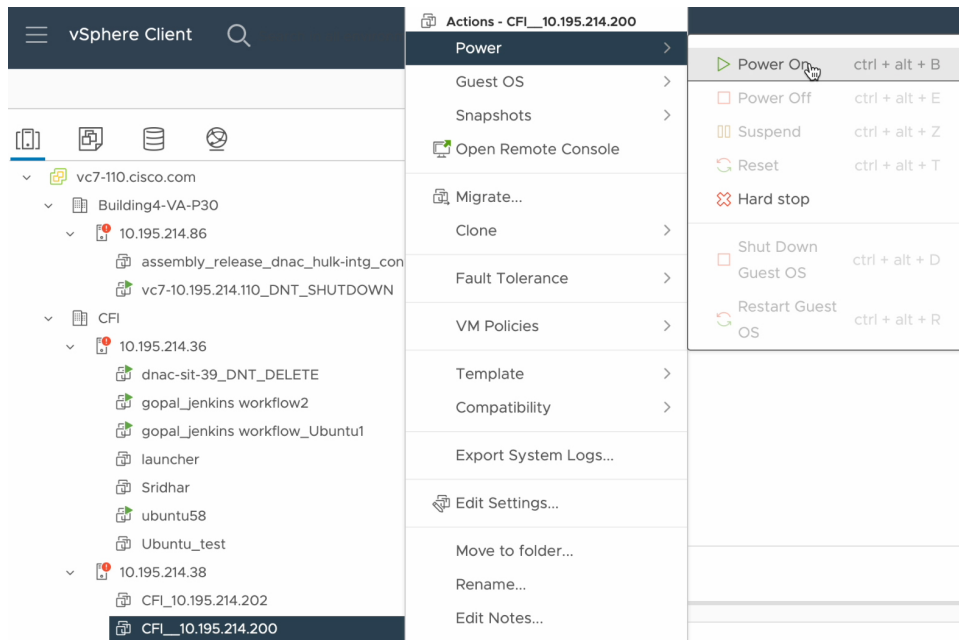 vSphere Client
vc7-110.cisco.com
Building4-VA-P30
10.195.214.86
assembly_release_dnac_hulk-intg_con
vc7-10.195.214.110_DNT_SHUTDOWN
CFI
10.195.214.36
dnac-sit-39_DNT_DELETE
gopal_jenkins workflow2
gopal_jenkins workflow_Ubuntu1
launcher
Sridhar
ubuntu58
Ubuntu_test
10.195.214.38
CFI_10.195.214.202
CFI__10.195.214.200
Actions - CFI__10.195.214.200
Power
Guest OS
Snapshots
Open Remote Console
Migrate...
Clone
Fault Tolerance
VM Policies
Template
Compatibility
Export System Logs...
Edit Settings...
Move to folder...
Rename...
Edit Notes...
Power On ctrl + alt + B
Power Off ctrl + alt + E
Suspend ctrl + alt + Z
Reset ctrl + alt + T
Hard stop
Shut Down
Guest OS ctrl + alt + D
Restart Guest
OS ctrl + alt + R